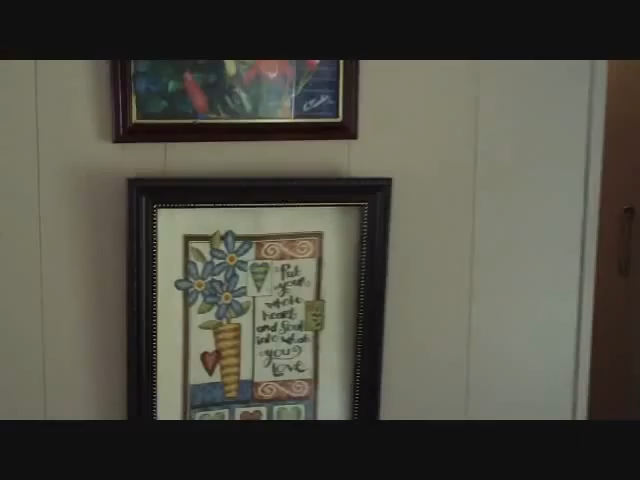 Put
your
whole
heart
and Soul
into what
you
Love